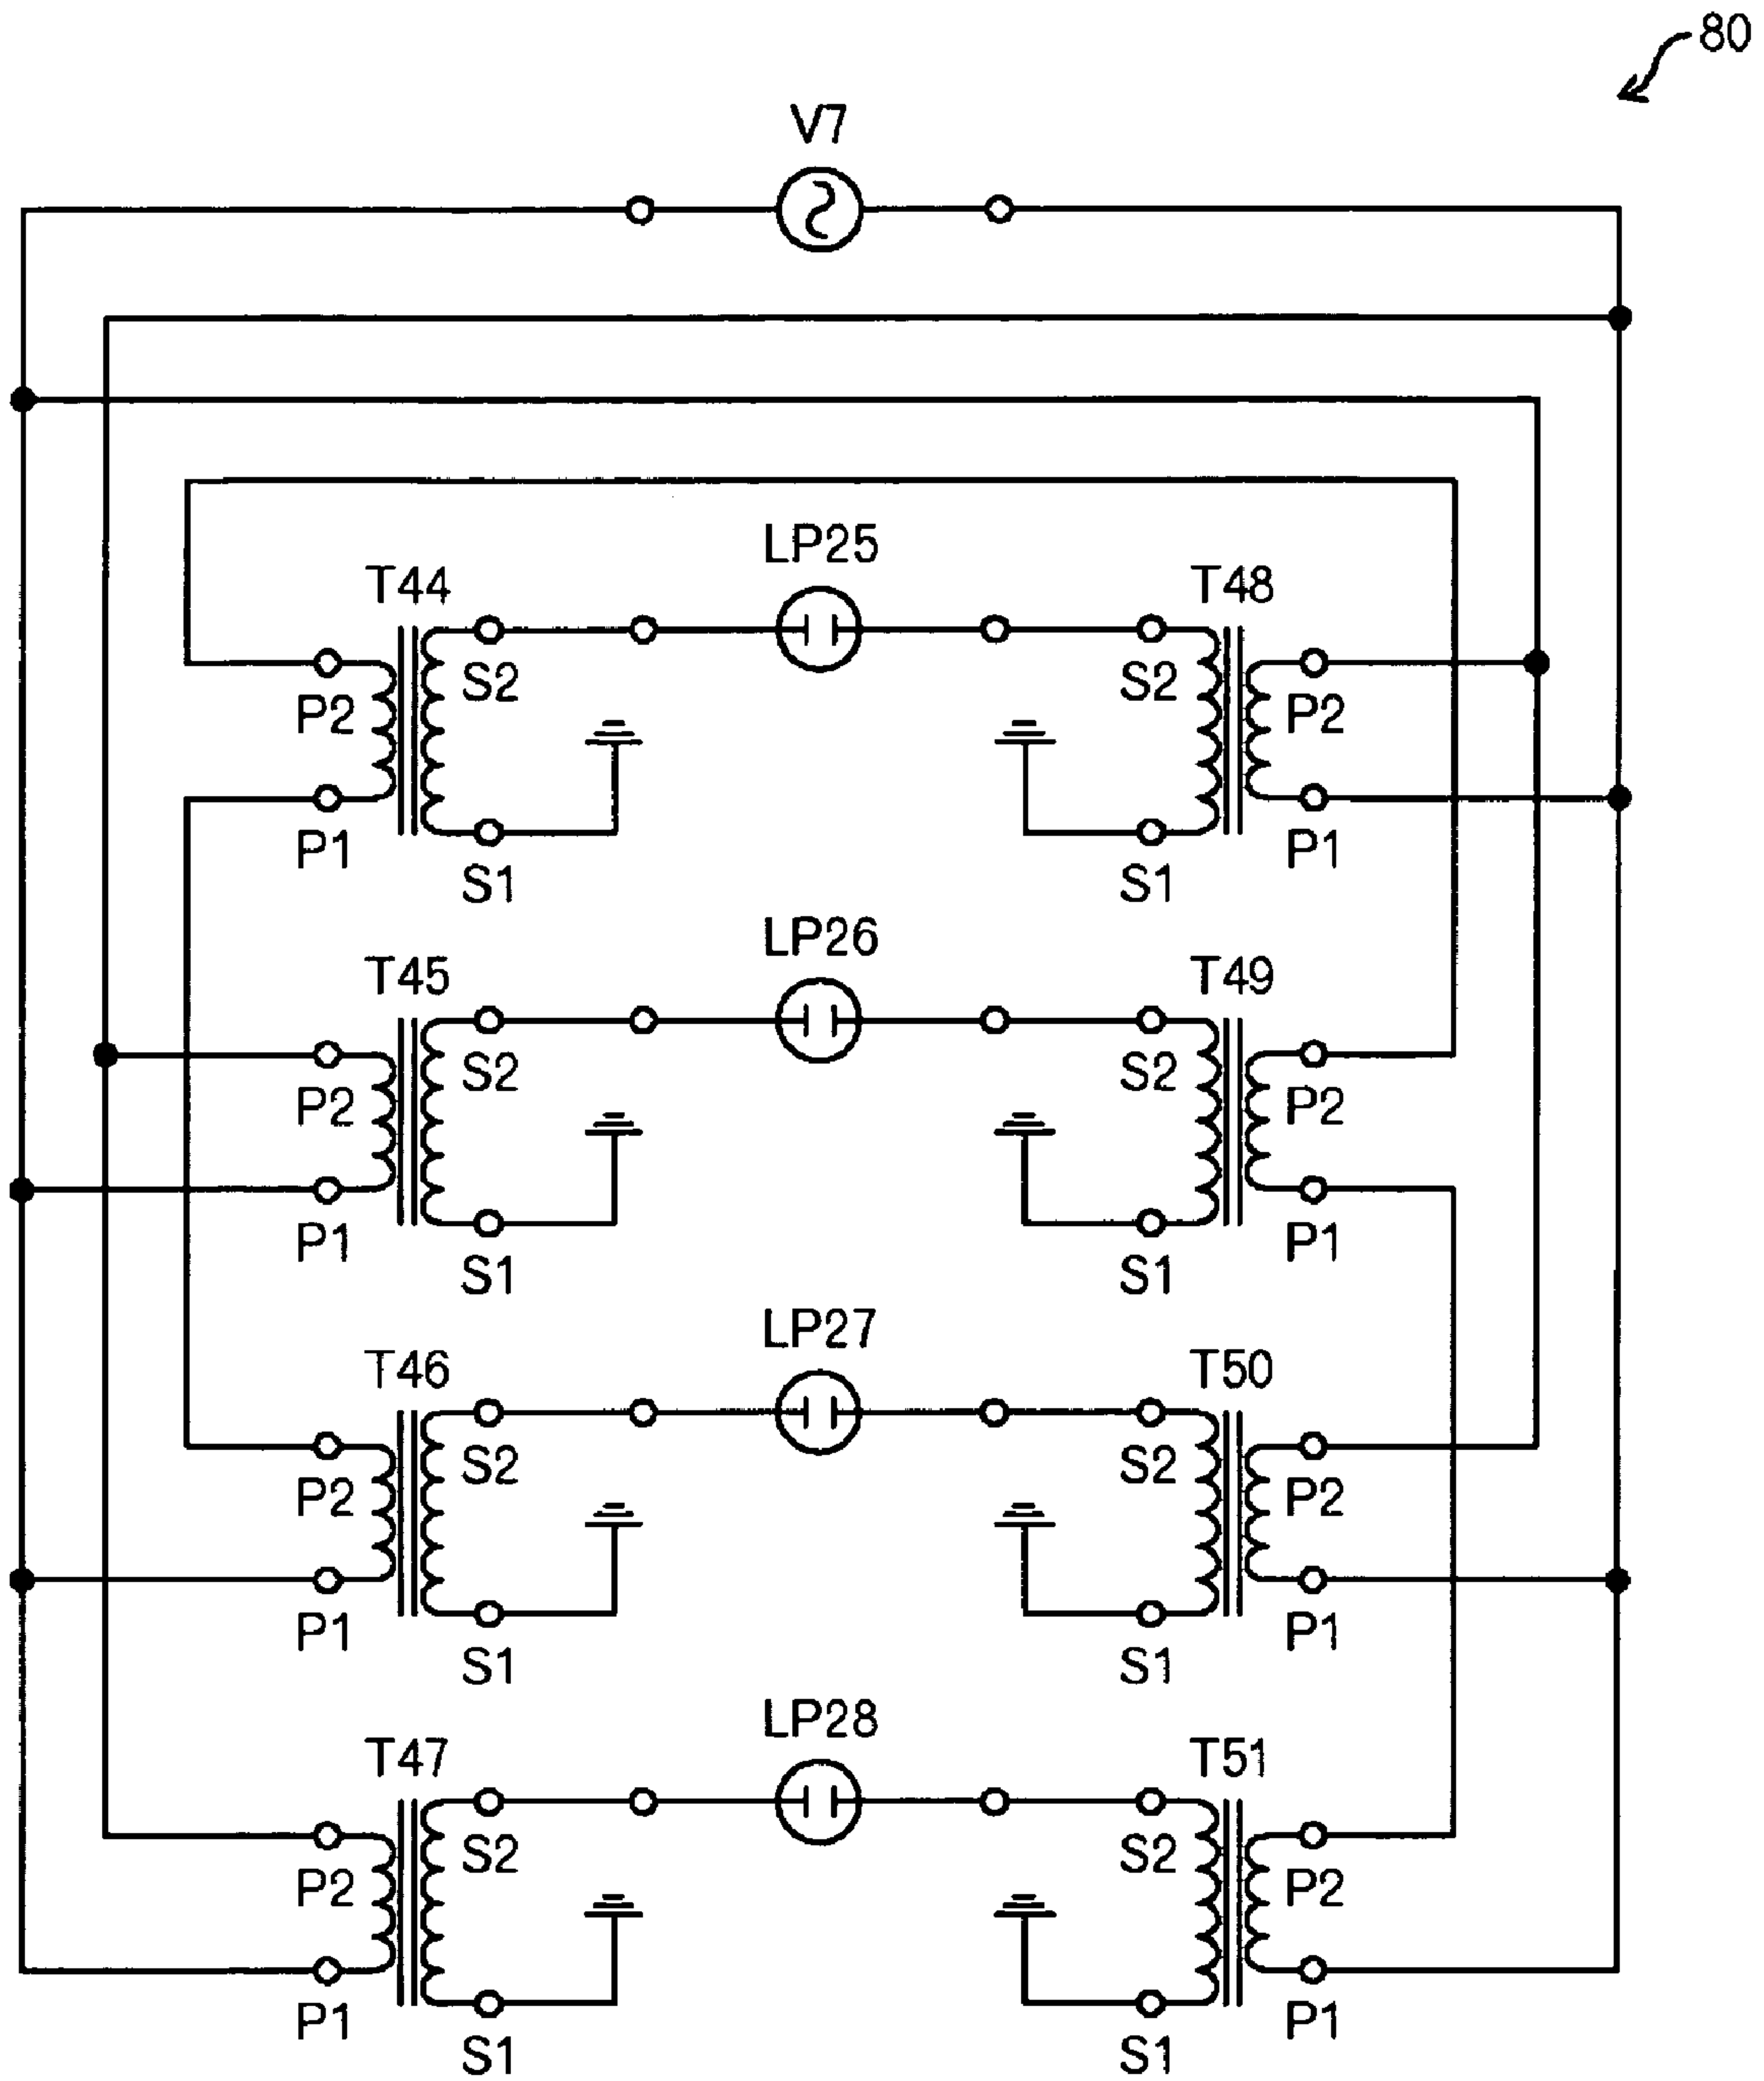 80
V7
LP25
T44 T48
S2 S2
P2 P2
P1 P1
S1 S1
LP26
T45 T49
S2 S2
P2 P2
P1 P1
S1 S1
LP27
T46 T50
S2 S2
P2 P2
P1 P1
S1 S1
LP28
T47 T51
S2 S2
P2 P2
P1 P1
S1 S1